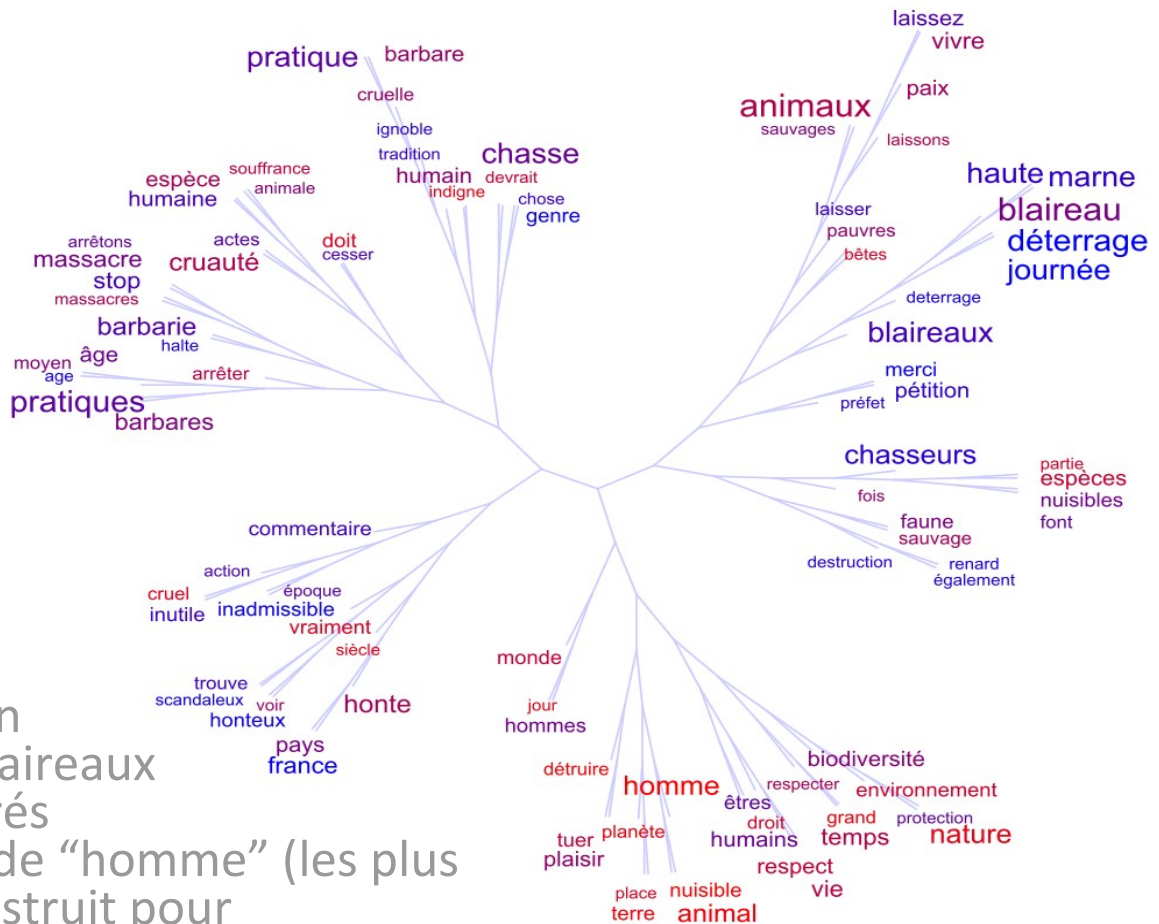 pratique
barbare
cruelle
ignoble
tradition
chasse
humain
devrait
indigne
chose
genre
espèce
humaine
souffrance
animale
actes
cruauté
doit
cesser
arrêtons
massacre
stop
massacres
barbarie
halte
moyen
âge
age
arrêter
pratiques
barbares
laissez
vivre
paix
animaux
sauvages
laissons
haute marne
blaireau
déterrage
journée
laisser
pauvres
bêtes
deterrage
blaireaux
merci
pétition
préfet
chasseurs
partie
espèces
nuisibles
font
fois
faune
sauvage
destruction
renard
également
commentaire
action
cruel
inutile
époque
inadmissible
vraiment
siècle
trouve
scandaleux
voir
honteux
honte
pays
france
monde
jour
hommes
détruire
homme
tuer
planète
plaisir
place
terre
nuisible
animal
êtres
droit
humains
respecter
biodiversité
environnement
grand
temps
protection
nature
respect
vie
n
aireaux
rés
de “homme” (les plus
struit pour